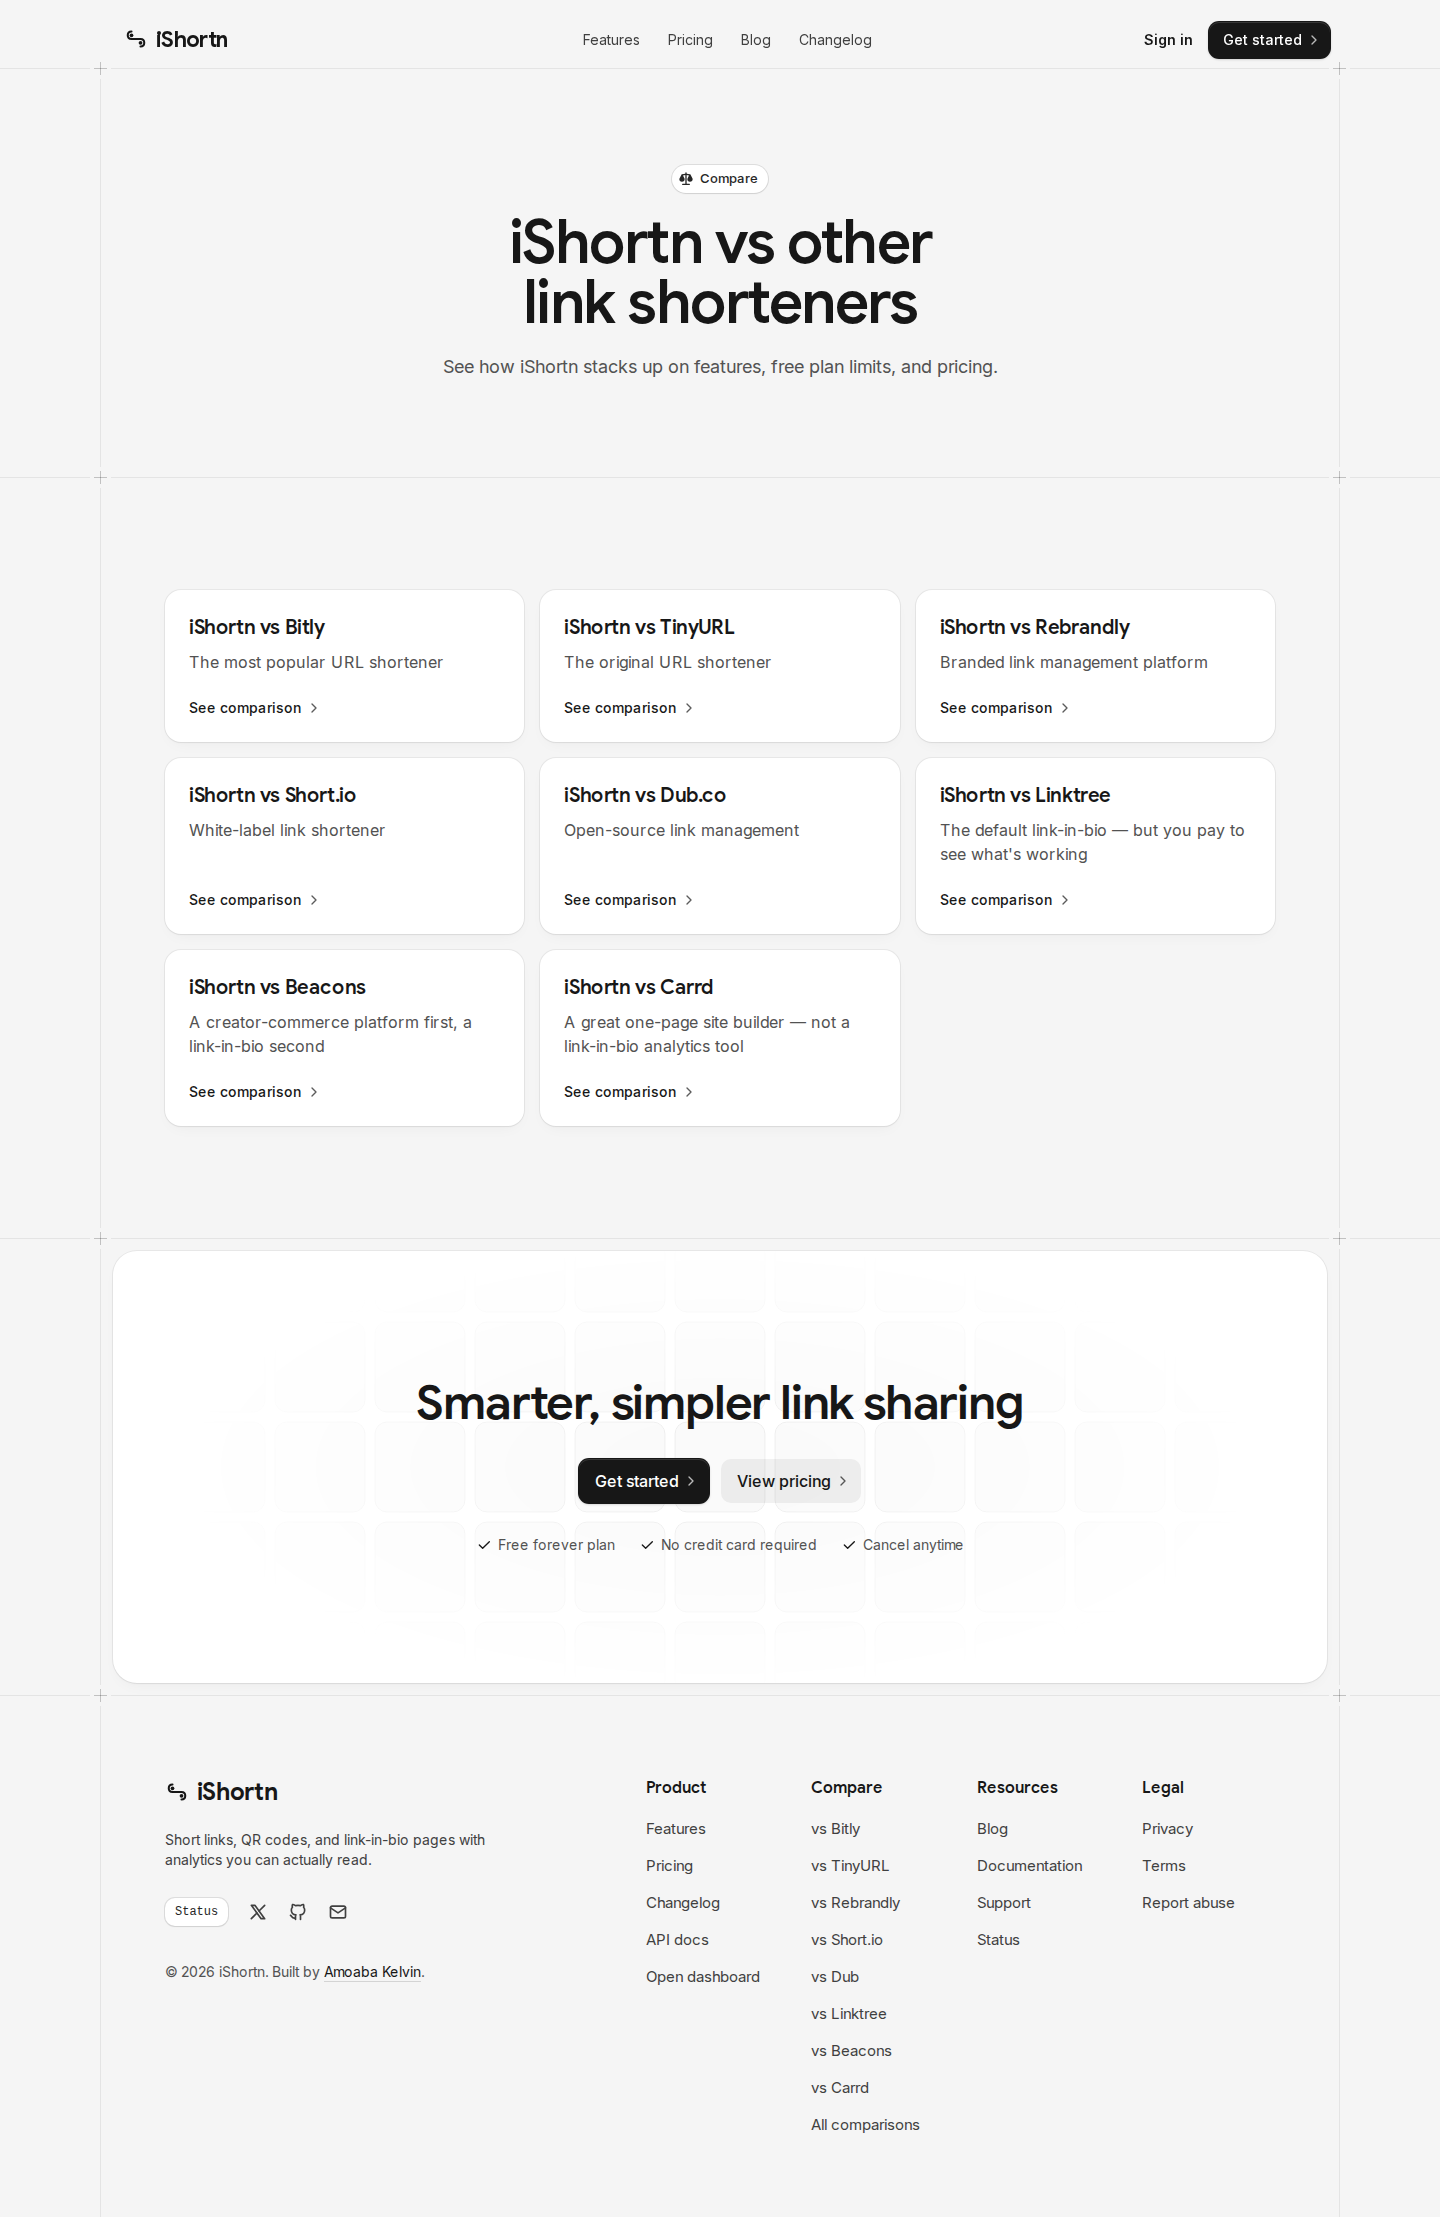 iShortn
Features
Pricing
Blog
Changelog
Sign in
Get started
Compare
iShortn vs other
link shorteners
See how iShortn stacks up on features, free plan limits, and pricing.
iShortn vs Bitly
The most popular URL shortener
See comparison
iShortn vs TinyURL
The original URL shortener
See comparison
iShortn vs Rebrandly
Branded link management platform
See comparison
iShortn vs Short.io
White-label link shortener
See comparison
iShortn vs Dub.co
Open-source link management
See comparison
iShortn vs Linktree
The default link-in-bio — but you pay to
see what's working
See comparison
iShortn vs Beacons
A creator-commerce platform first, a
link-in-bio second
See comparison
iShortn vs Carrd
A great one-page site builder — not a
link-in-bio analytics tool
See comparison
Smarter, simpler link sharing
Get started
View pricing
Free forever plan
No credit card required
Cancel anytime
iShortn
Short links, QR codes, and link-in-bio pages with
analytics you can actually read.
Status
© 2026 iShortn. Built by Amoaba Kelvin.
Product
Features
Pricing
Changelog
API docs
Open dashboard
Compare
vs Bitly
vs TinyURL
vs Rebrandly
vs Short.io
vs Dub
vs Linktree
vs Beacons
vs Carrd
All comparisons
Resources
Blog
Documentation
Support
Status
Legal
Privacy
Terms
Report abuse